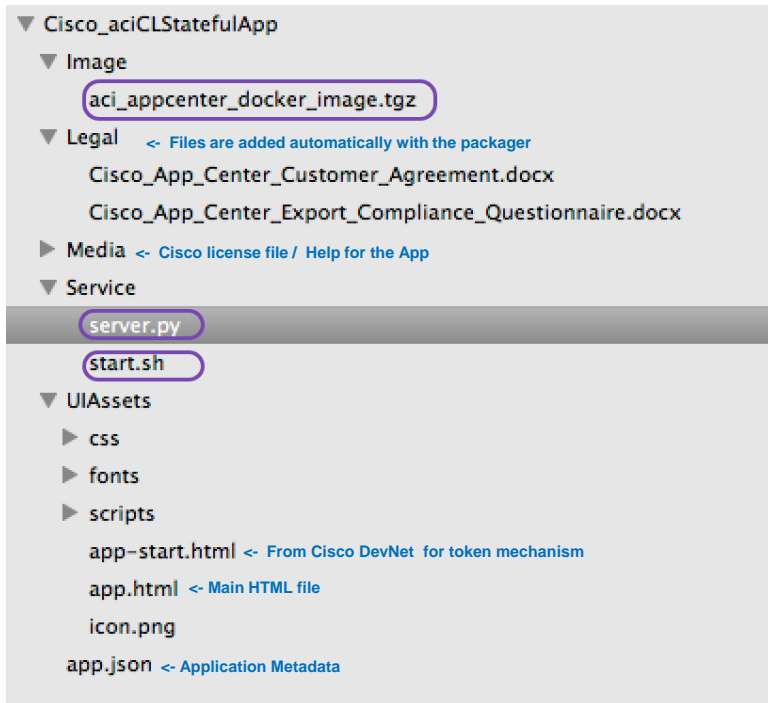 Cisco_aciCLStatefulApp
Image
aci_appcenter_docker_image.tgz
Legal <- Files are added automatically with the packager
Cisco_App_Center_Customer_Agreement.docx
Cisco_App_Center_Export_Compliance_Questionnaire.docx
Media <- Cisco license file / Help for the App
Service
server.py
start.sh
UIAssets
css
fonts
scripts
app-start.html <- From Cisco DevNet for token mechanism
app.html <- Main HTML file
icon.png
app.json <- Application Metadata